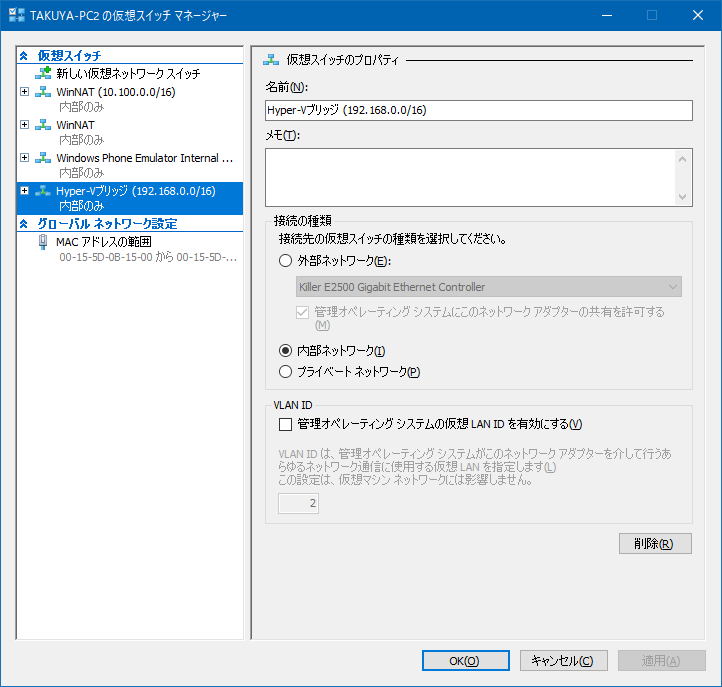 TAKUYA-PC2 の仮想スイッチ マネージャー
仮想スイッチ
新しい仮想ネットワーク スイッチ
WinNAT (10.100.0.0/16)
内部のみ
WinNAT
内部のみ
Windows Phone Emulator Internal ...
内部のみ
Hyper-Vブリッジ (192.168.0.0/16)
内部のみ
グローバル ネットワーク設定
MAC アドレスの範囲
00-15-5D-0B-15-00 から 00-15-5D-...
仮想スイッチのプロパティ
名前(N):
Hyper-Vブリッジ (192.168.0.0/16)
メモ(T):
接続の種類
接続先の仮想スイッチの種類を選択してください。
外部ネットワーク(E):
Killer E2500 Gigabit Ethernet Controller
管理オペレーティング システムにこのネットワーク アダプターの共有を許可する
(M)
内部ネットワーク(I)
プライベート ネットワーク(P)
VLAN ID
管理オペレーティング システムの仮想 LAN ID を有効にする(V)
VLAN ID は、管理オペレーティング システムがこのネットワーク アダプターを介して行うあ
らゆるネットワーク通信に使用する仮想 LAN を指定します(L)
この設定は、仮想マシン ネットワークには影響しません。
2
削除(R)
OK(O)
キャンセル(C)
適用(A)